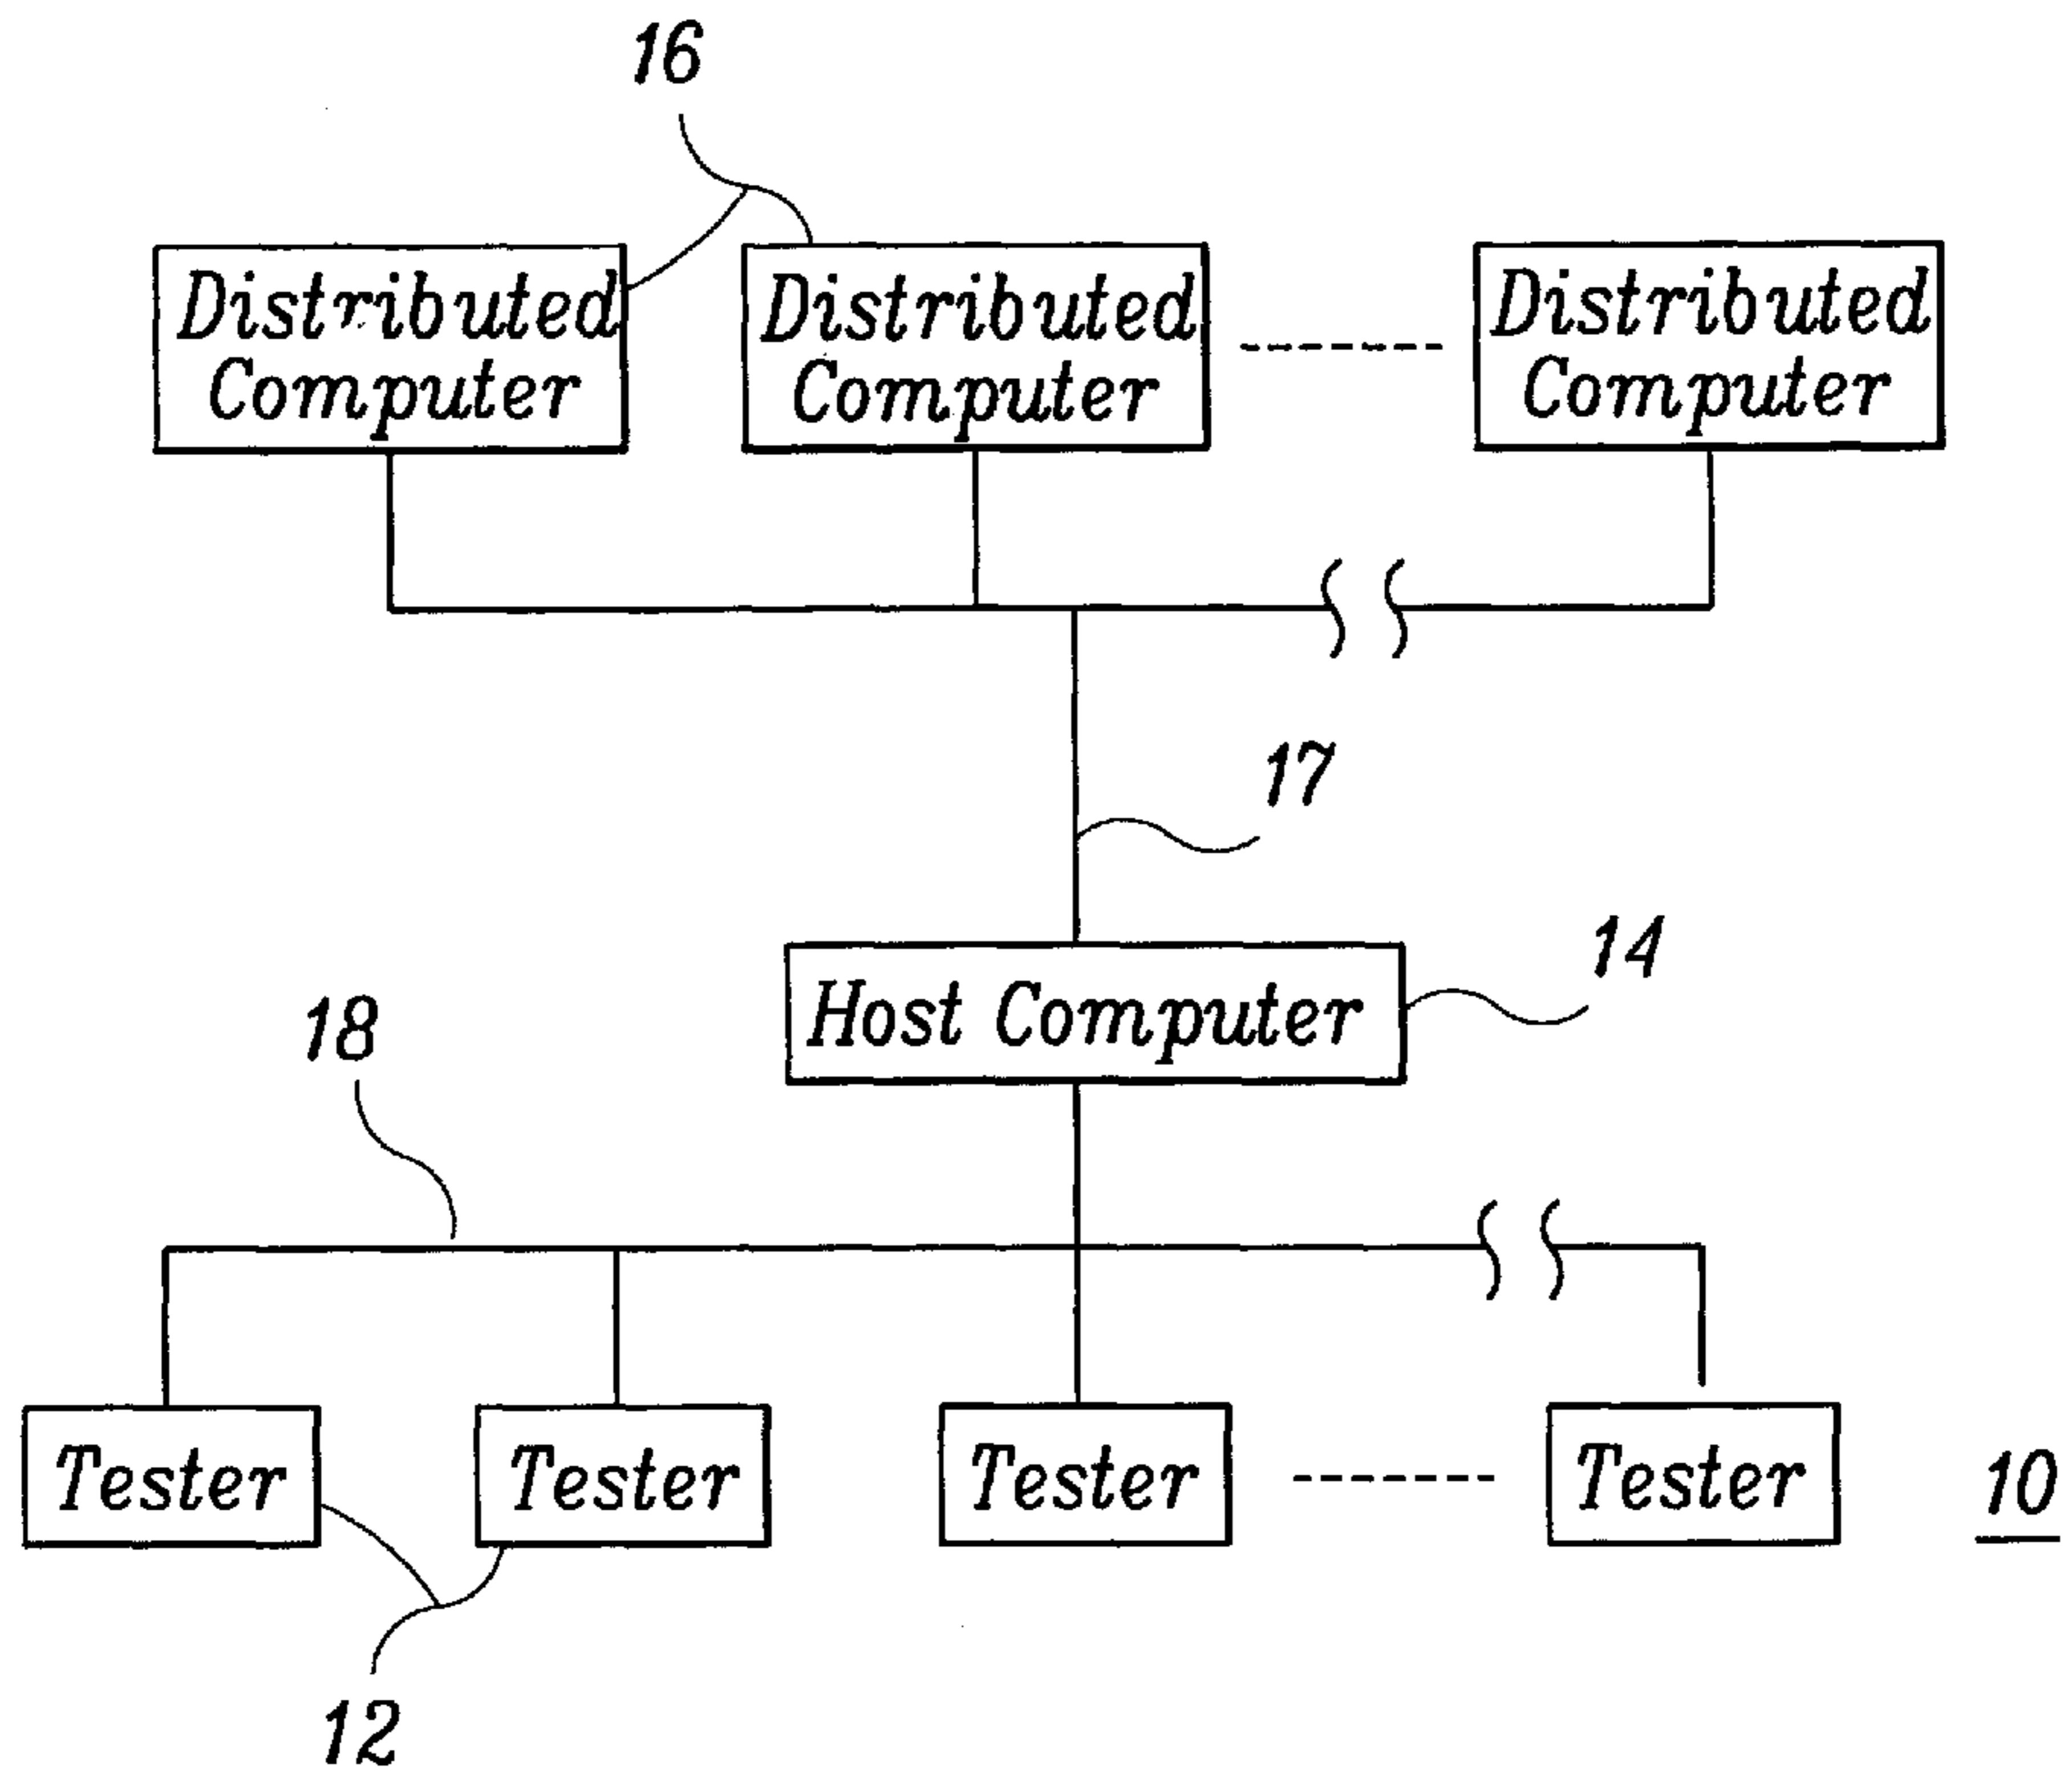 16
Distributed
Computer
Distributed
Computer
Distributed
Computer
17
14
Host Computer
18
Tester
Tester
Tester
Tester
10
12